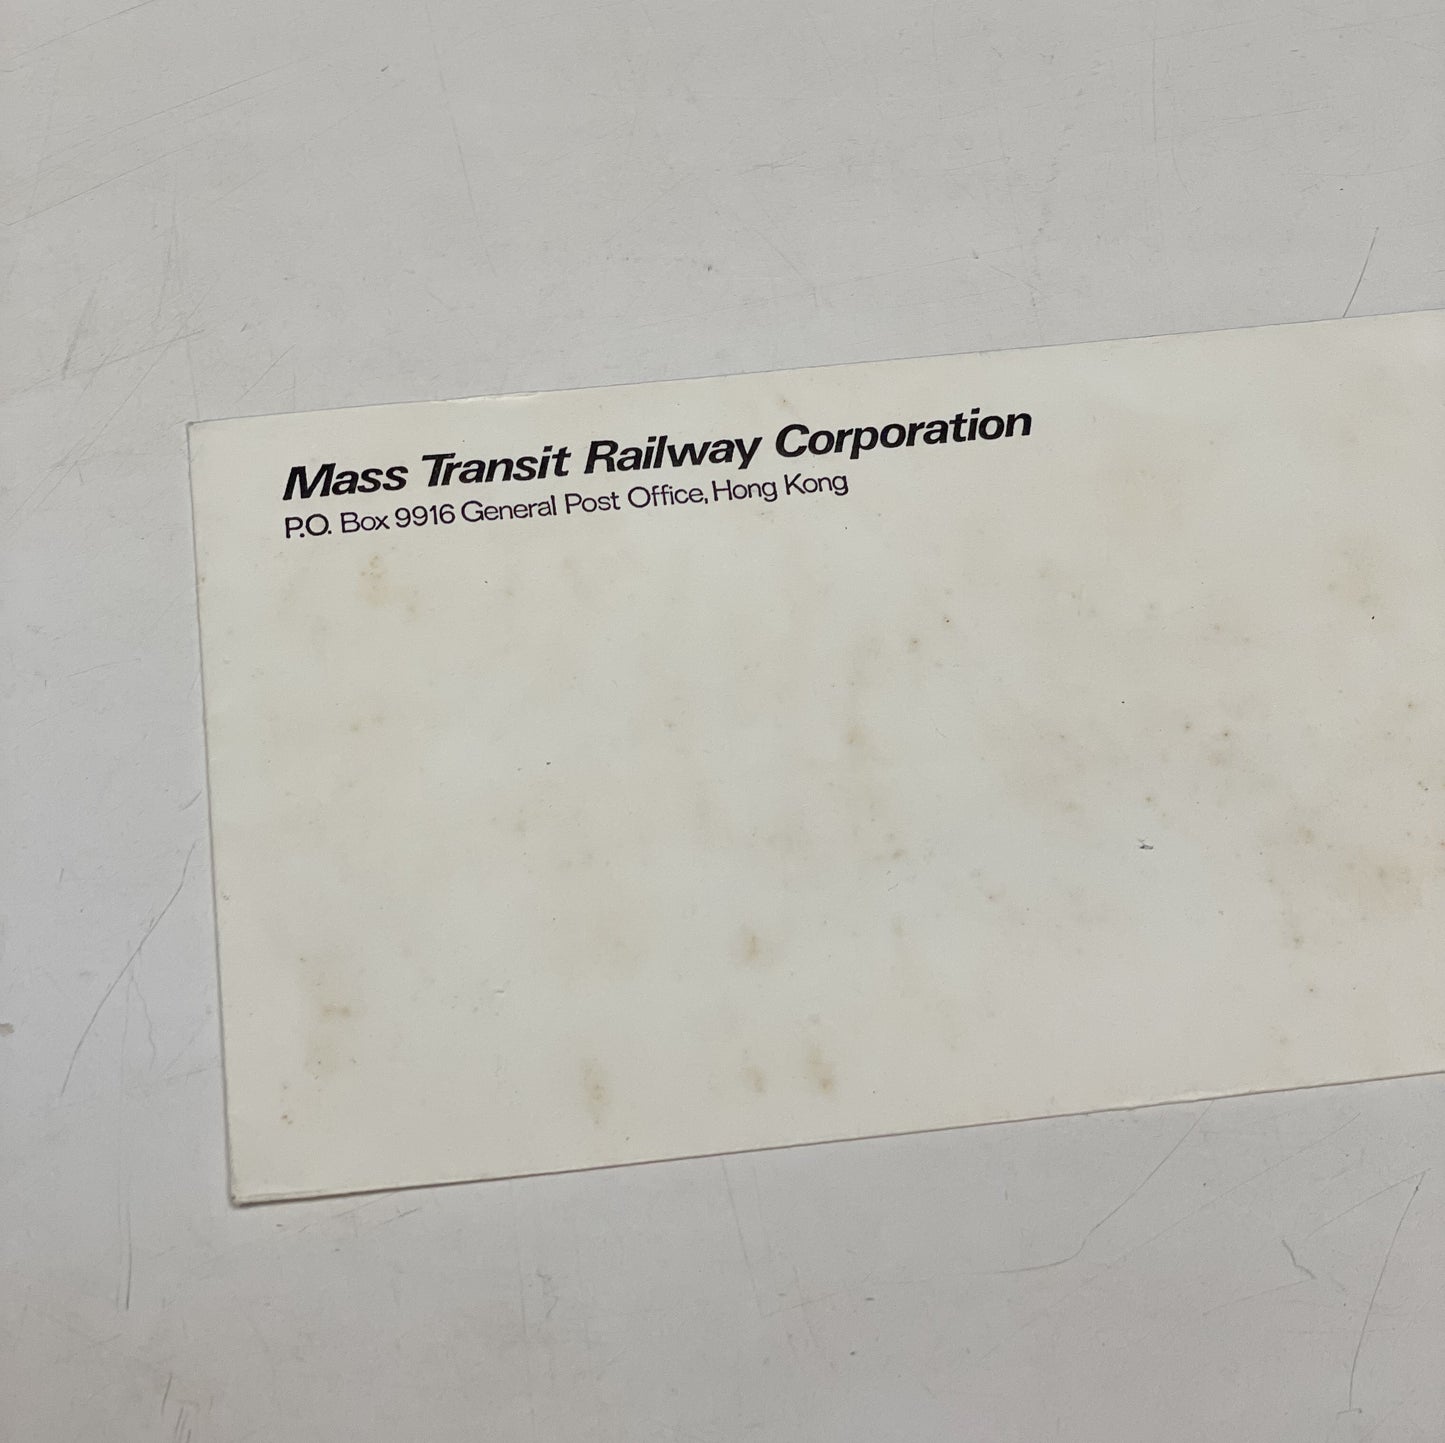 Mass Transit Railway Corporation
P.O. Box 9916 General Post Office, Hong Kong